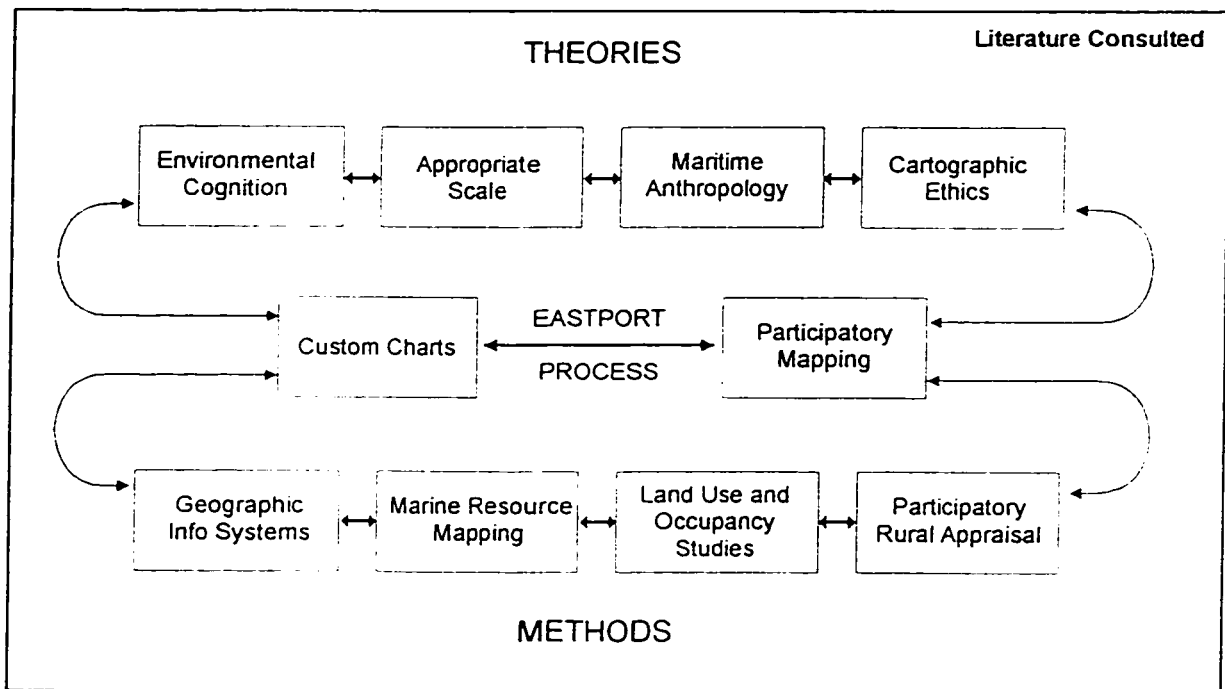 THEORIES
Literature Consulted
Environmental
Cognition
Appropriate
Scale
Maritime
Anthropology
Cartographic
Ethics
Custom Charts
EASTPORT
PROCESS
Participatory
Mapping
Geographic
Info Systems
Marine Resource
Mapping
Land Use and
Occupancy
Studies
Participatory
Rural Appraisal
METHODS